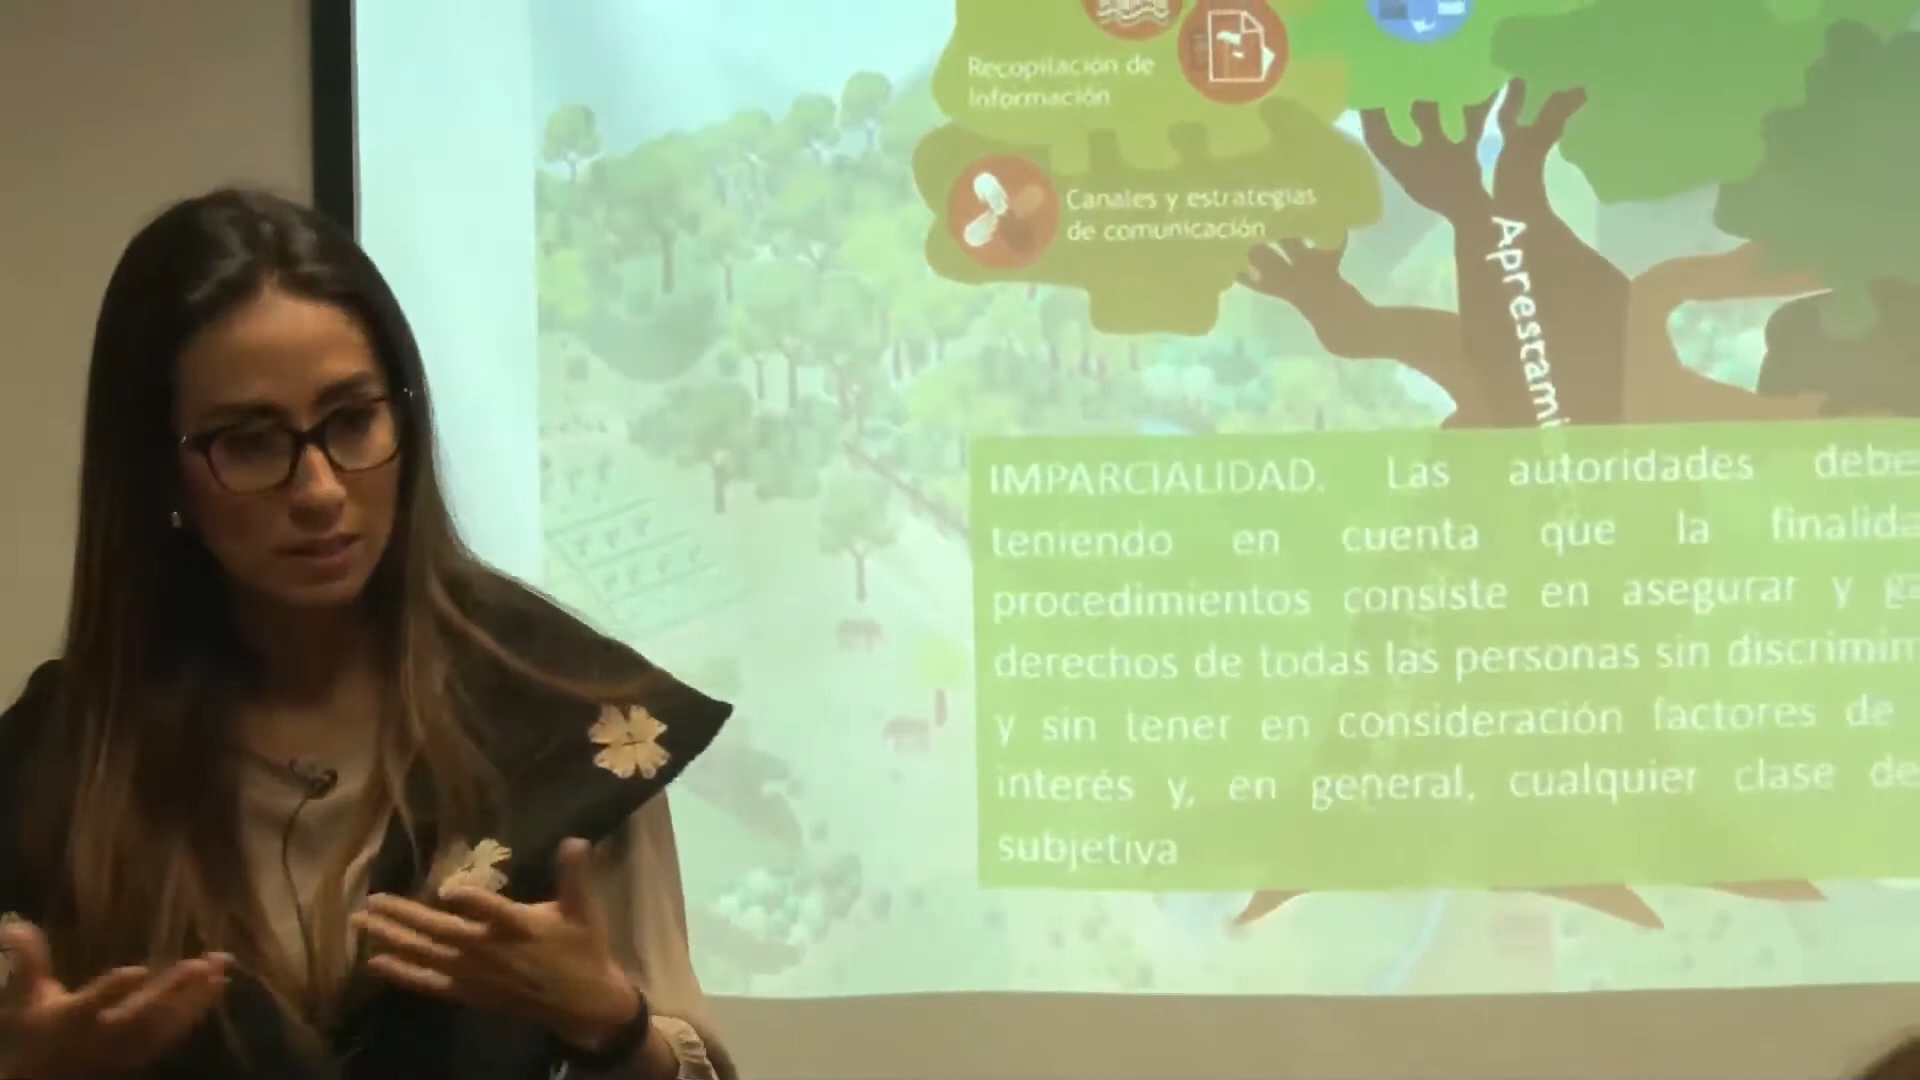 Recopilación de
Información
Canales y estrategias
de comunicación
Aprestami
IMPARCIALIDAD. Las autoridades debe
teniendo en cuenta que la finalida
procedimientos consiste en asegurar y ga
derechos de todas las personas sin discrimin
y sin tener en consideración factores de
interés y, en general, cualquier clase de
subjetiva